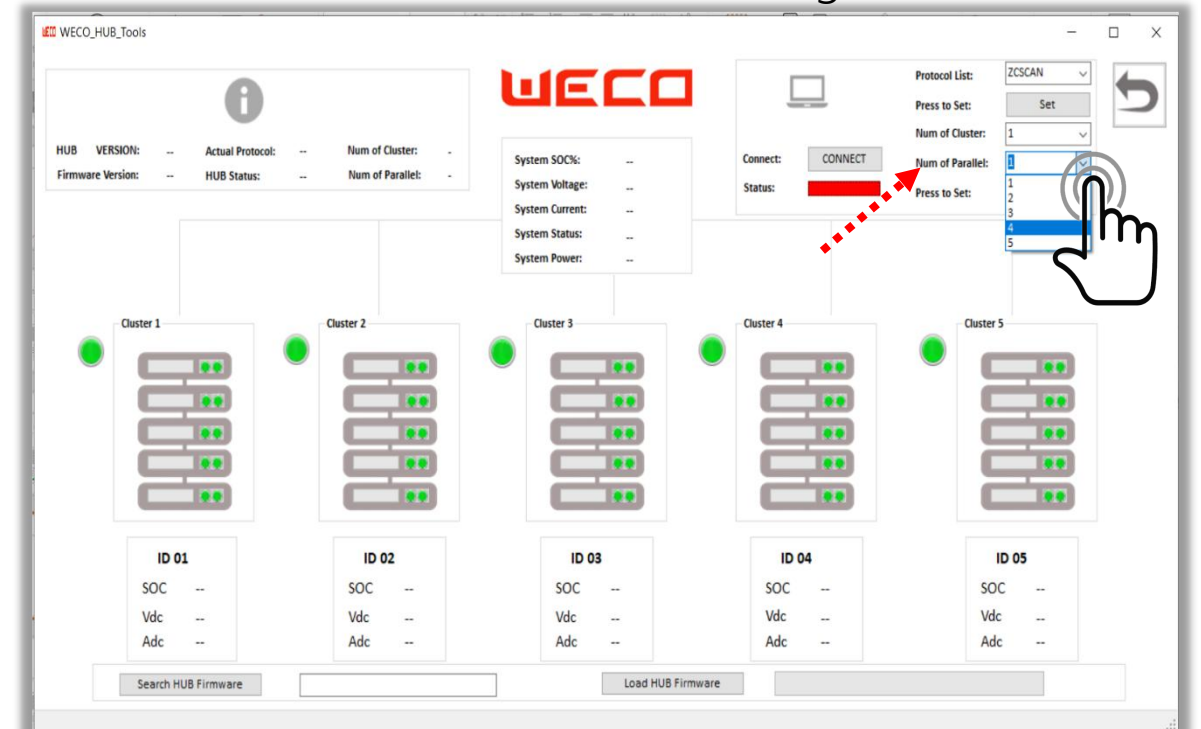 WECO WECO_HUB_Tools
WECO
Protocol List: ZCSCAN
Press to Set: Set
Num of Cluster: 1
Num of Parallel: 1
1
2
3
4
5
Press to Set:
Connect: CONNECT
Status:
HUB VERSION: -- Actual Protocol: -- Num of Cluster: -
Firmware Version: -- HUB Status: -- Num of Parallel: -
System SOC%: --
System Voltage: --
System Current: --
System Status: --
System Power: --
Cluster 1 Cluster 2 Cluster 3 Cluster 4 Cluster 5
ID 01 ID 02 ID 03 ID 04 ID 05
SOC -- SOC -- SOC -- SOC -- SOC --
Vdc -- Vdc -- Vdc -- Vdc -- Vdc --
Adc -- Adc -- Adc -- Adc -- Adc --
Search HUB Firmware Load HUB Firmware